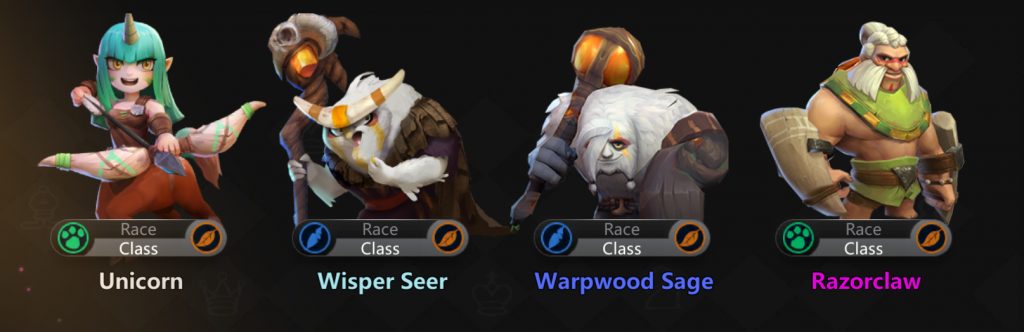 Race
Class
Unicorn
Race
Class
Wisper Seer
Race
Class
Warpwood Sage
Race
Class
Razorclaw